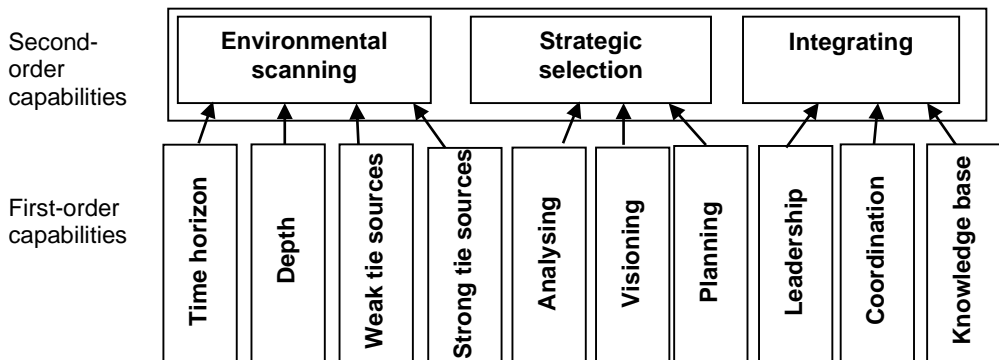 Second-
order
capabilities
Environmental
scanning
Strategic
selection
Integrating
First-order
capabilities
Time horizon
Depth
Weak tie sources
Strong tie sources
Analysing
Visioning
Planning
Leadership
Coordination
Knowledge base